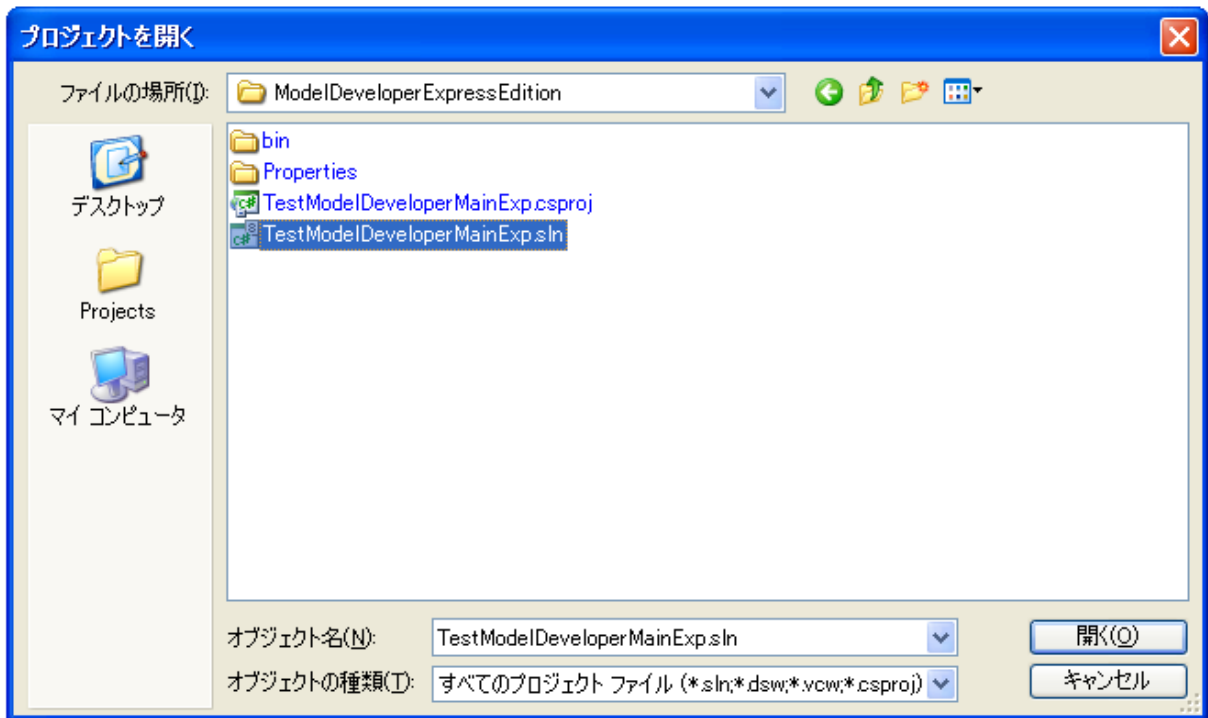 プロジェクトを開く
ファイルの場所(I): ModelDeveloperExpressEdition
bin
Properties
TestModelDeveloperMainExp.csproj
TestModelDeveloperMainExp.sln
デスクトップ
Projects
マイ コンピュータ
オブジェクト名(N): TestModelDeveloperMainExp.sln 開く(O)
オブジェクトの種類(T): すべてのプロジェクト ファイル (*.sln;*.dsw;*.vcw;*.csproj) キャンセル